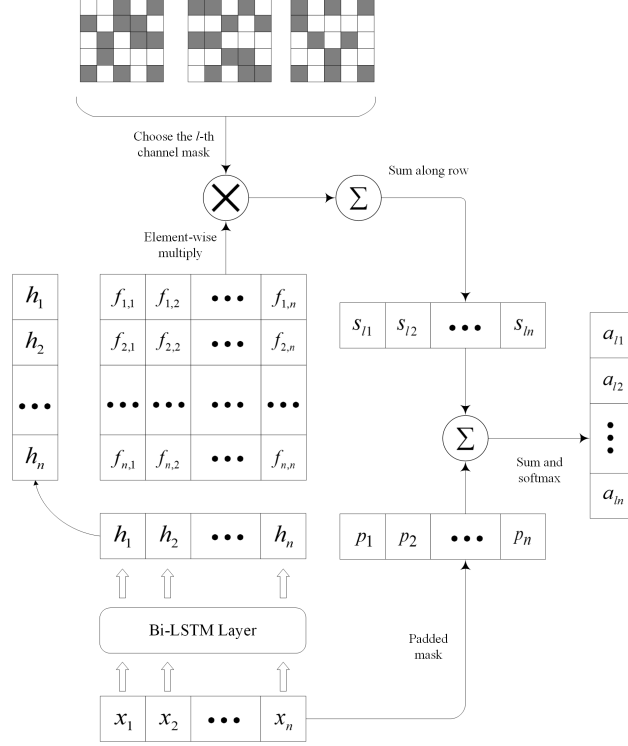 Choose the l-th
channel mask
Sum along row
Σ
Element-wise
multiply
h1
h2
•••
hn
f1,1 f1,2 ••• f1,n
f2,1 f2,2 ••• f2,n
••• ••• ••• •••
fn,1 fn,2 ••• fn,n
sl1 sl2 ••• sln
Σ
Sum and
softmax
al1
al2
•••
aln
h1 h2 ••• hn
p1 p2 ••• pn
Bi-LSTM Layer
Padded
mask
x1 x2 ••• xn